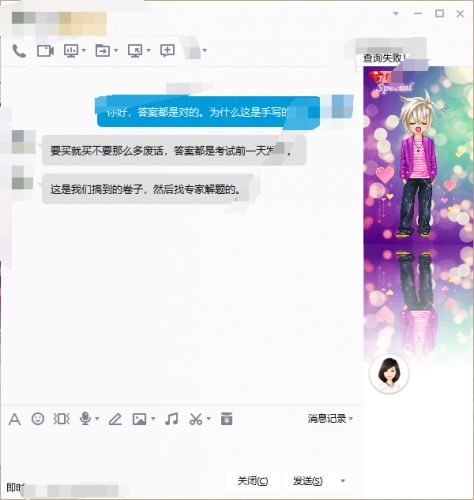 查询失败!
Special
你好，答案都是对的。为什么这是手写的
要买就买不要那么多废话，答案都是考试前一天发
这是我们搞到的卷子，然后找专家解题的。
消息记录
关闭(C) 发送(S)
即时